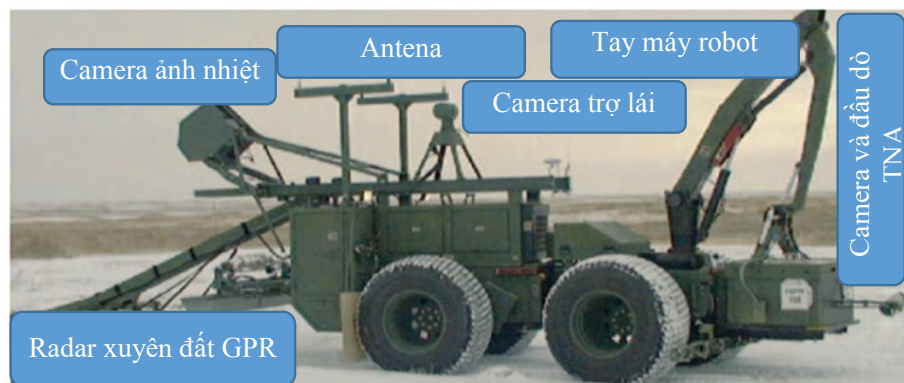 Camera ảnh nhiệt
Antena
Tay máy robot
Camera trợ lái
Camera và đầu dò
TNA
Radar xuyên đất GPR